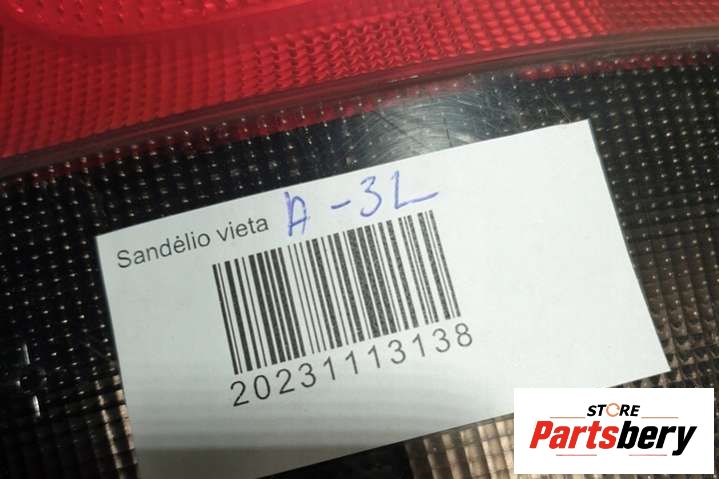 Sandėlio vieta A-3L
20231113138
STORE
Partsbery